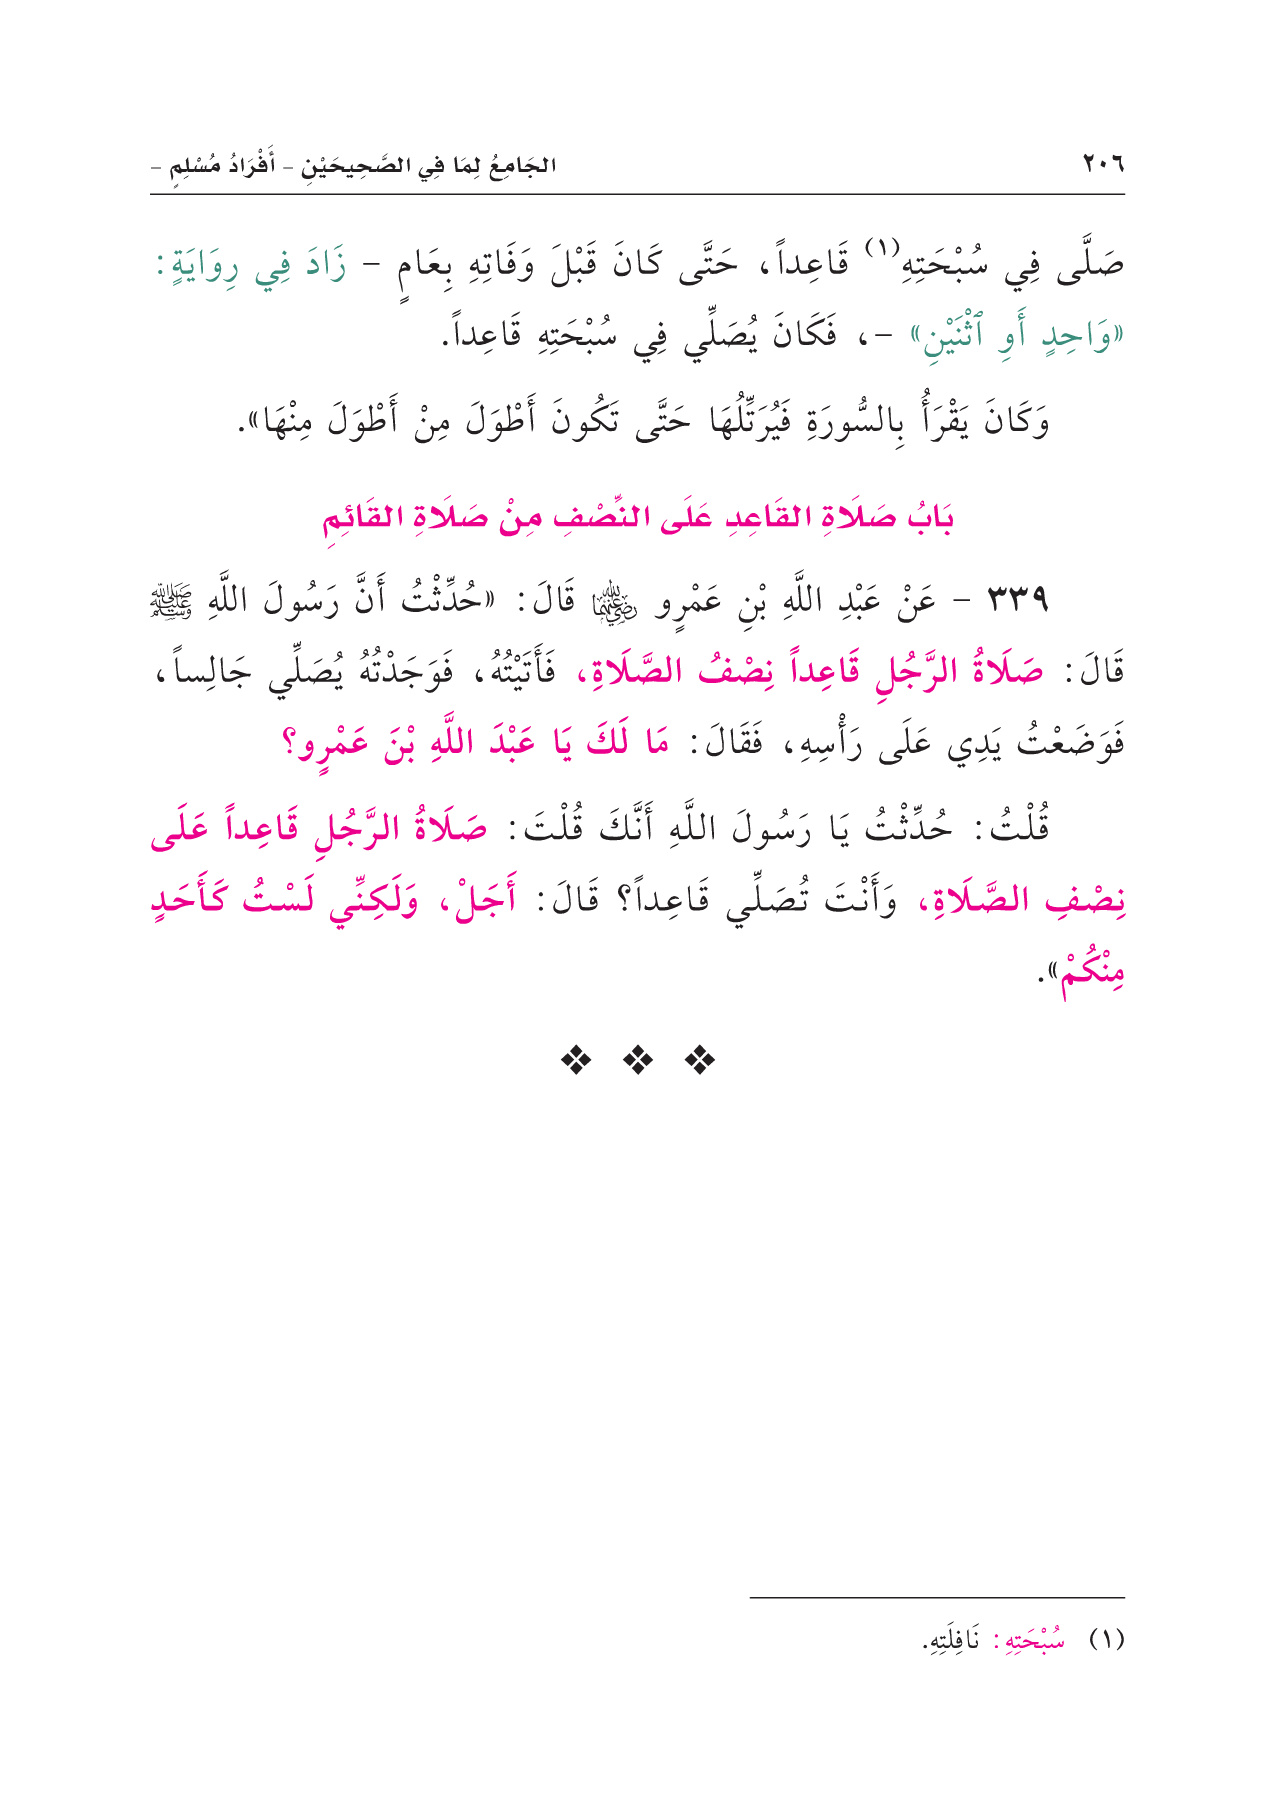 ٢٠٦ الجَامِعُ لِمَا فِي الصَّحِيحَيْنِ - أَفْرَادُ مُسْلِمٍ -
صَلَّى فِي سُبْحَتِهِ(١) قَاعِداً، حَتَّى كَانَ قَبْلَ وَفَاتِهِ بِعَامٍ - زَادَ فِي رِوَايَةٍ:
«وَاحِدٍ أَوِ ٱثْنَيْنِ» -، فَكَانَ يُصَلِّي فِي سُبْحَتِهِ قَاعِداً.
وَكَانَ يَقْرَأُ بِالسُّورَةِ فَيُرَتِّلُهَا حَتَّى تَكُونَ أَطْوَلَ مِنْ أَطْوَلَ مِنْهَا».
بَابُ صَلَاةِ القَاعِدِ عَلَى النِّصْفِ مِنْ صَلَاةِ القَائِمِ
٣٣٩ - عَنْ عَبْدِ اللَّهِ بْنِ عَمْرٍو رضي الله عنهما قَالَ: «حُدِّثْتُ أَنَّ رَسُولَ اللَّهِ ﷺ
قَالَ: صَلَاةُ الرَّجُلِ قَاعِداً نِصْفُ الصَّلَاةِ، فَأَتَيْتُهُ، فَوَجَدْتُهُ يُصَلِّي جَالِساً،
فَوَضَعْتُ يَدِي عَلَى رَأْسِهِ، فَقَالَ: مَا لَكَ يَا عَبْدَ اللَّهِ بْنَ عَمْرٍو؟
قُلْتُ: حُدِّثْتُ يَا رَسُولَ اللَّهِ أَنَّكَ قُلْتَ: صَلَاةُ الرَّجُلِ قَاعِداً عَلَى
نِصْفِ الصَّلَاةِ، وَأَنْتَ تُصَلِّي قَاعِداً؟ قَالَ: أَجَلْ، وَلَكِنِّي لَسْتُ كَأَحَدٍ
مِنْكُمْ».
(١) سُبْحَتِهِ: نَافِلَتِهِ.